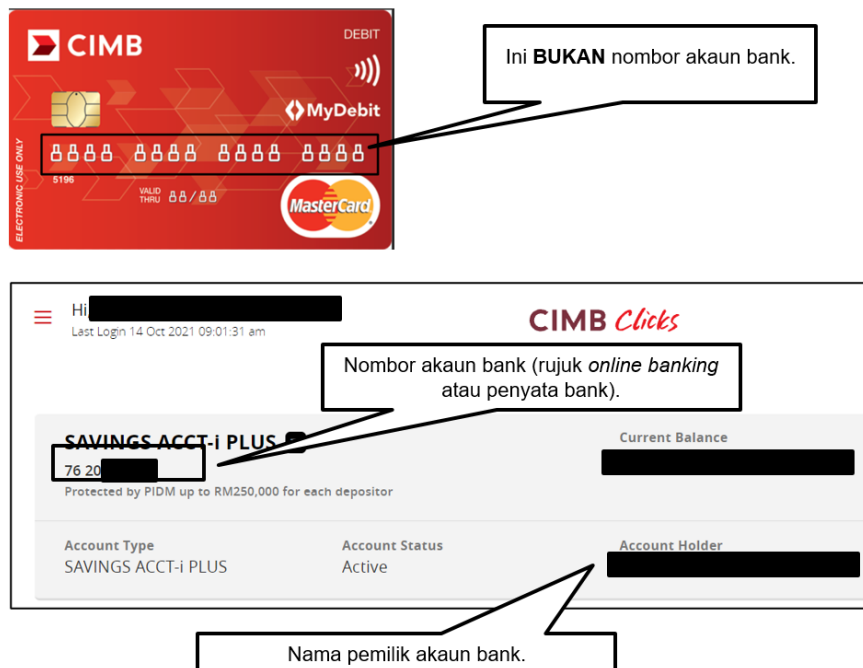 CIMB
DEBIT
Ini BUKAN nombor akaun bank.
MyDebit
ELECTRONIC USE ONLY
8888 8888 8888 8888
5196
VALID THRU 88/88
MasterCard
Hi,
Last Login 14 Oct 2021 09:01:31 am
CIMB Clicks
Nombor akaun bank (rujuk online banking
atau penyata bank).
SAVINGS ACCT-i PLUS
Current Balance
76 20
Protected by PIDM up to RM250,000 for each depositor
Account Type
Account Status
Account Holder
SAVINGS ACCT-i PLUS
Active
Nama pemilik akaun bank.